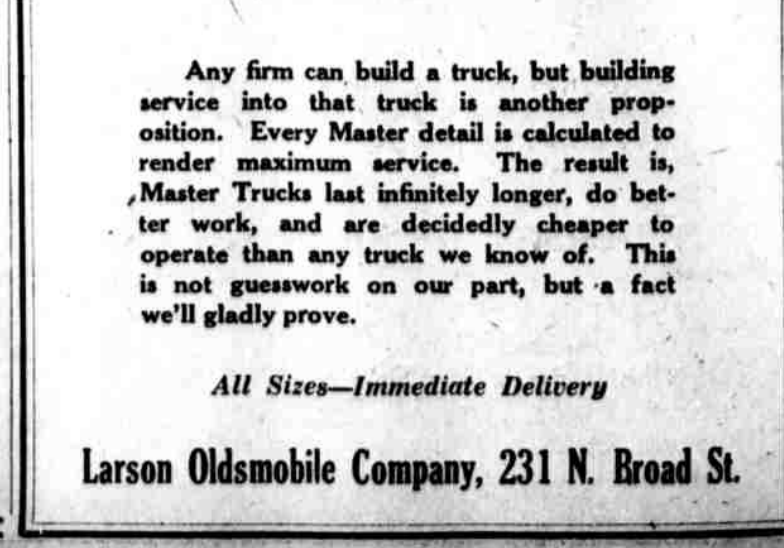 Any firm can build a truck, but building
service into that truck is another prop-
osition. Every Master detail is calculated to
render maximum service. The result is,
Master Trucks last infinitely longer, do bet-
ter work, and are decidedly cheaper to
operate than any truck we know of. This
is not guesswork on our part, but a fact
we'll gladly prove.
All Sizes—Immediate Delivery
Larson Oldsmobile Company, 231 N. Broad St.